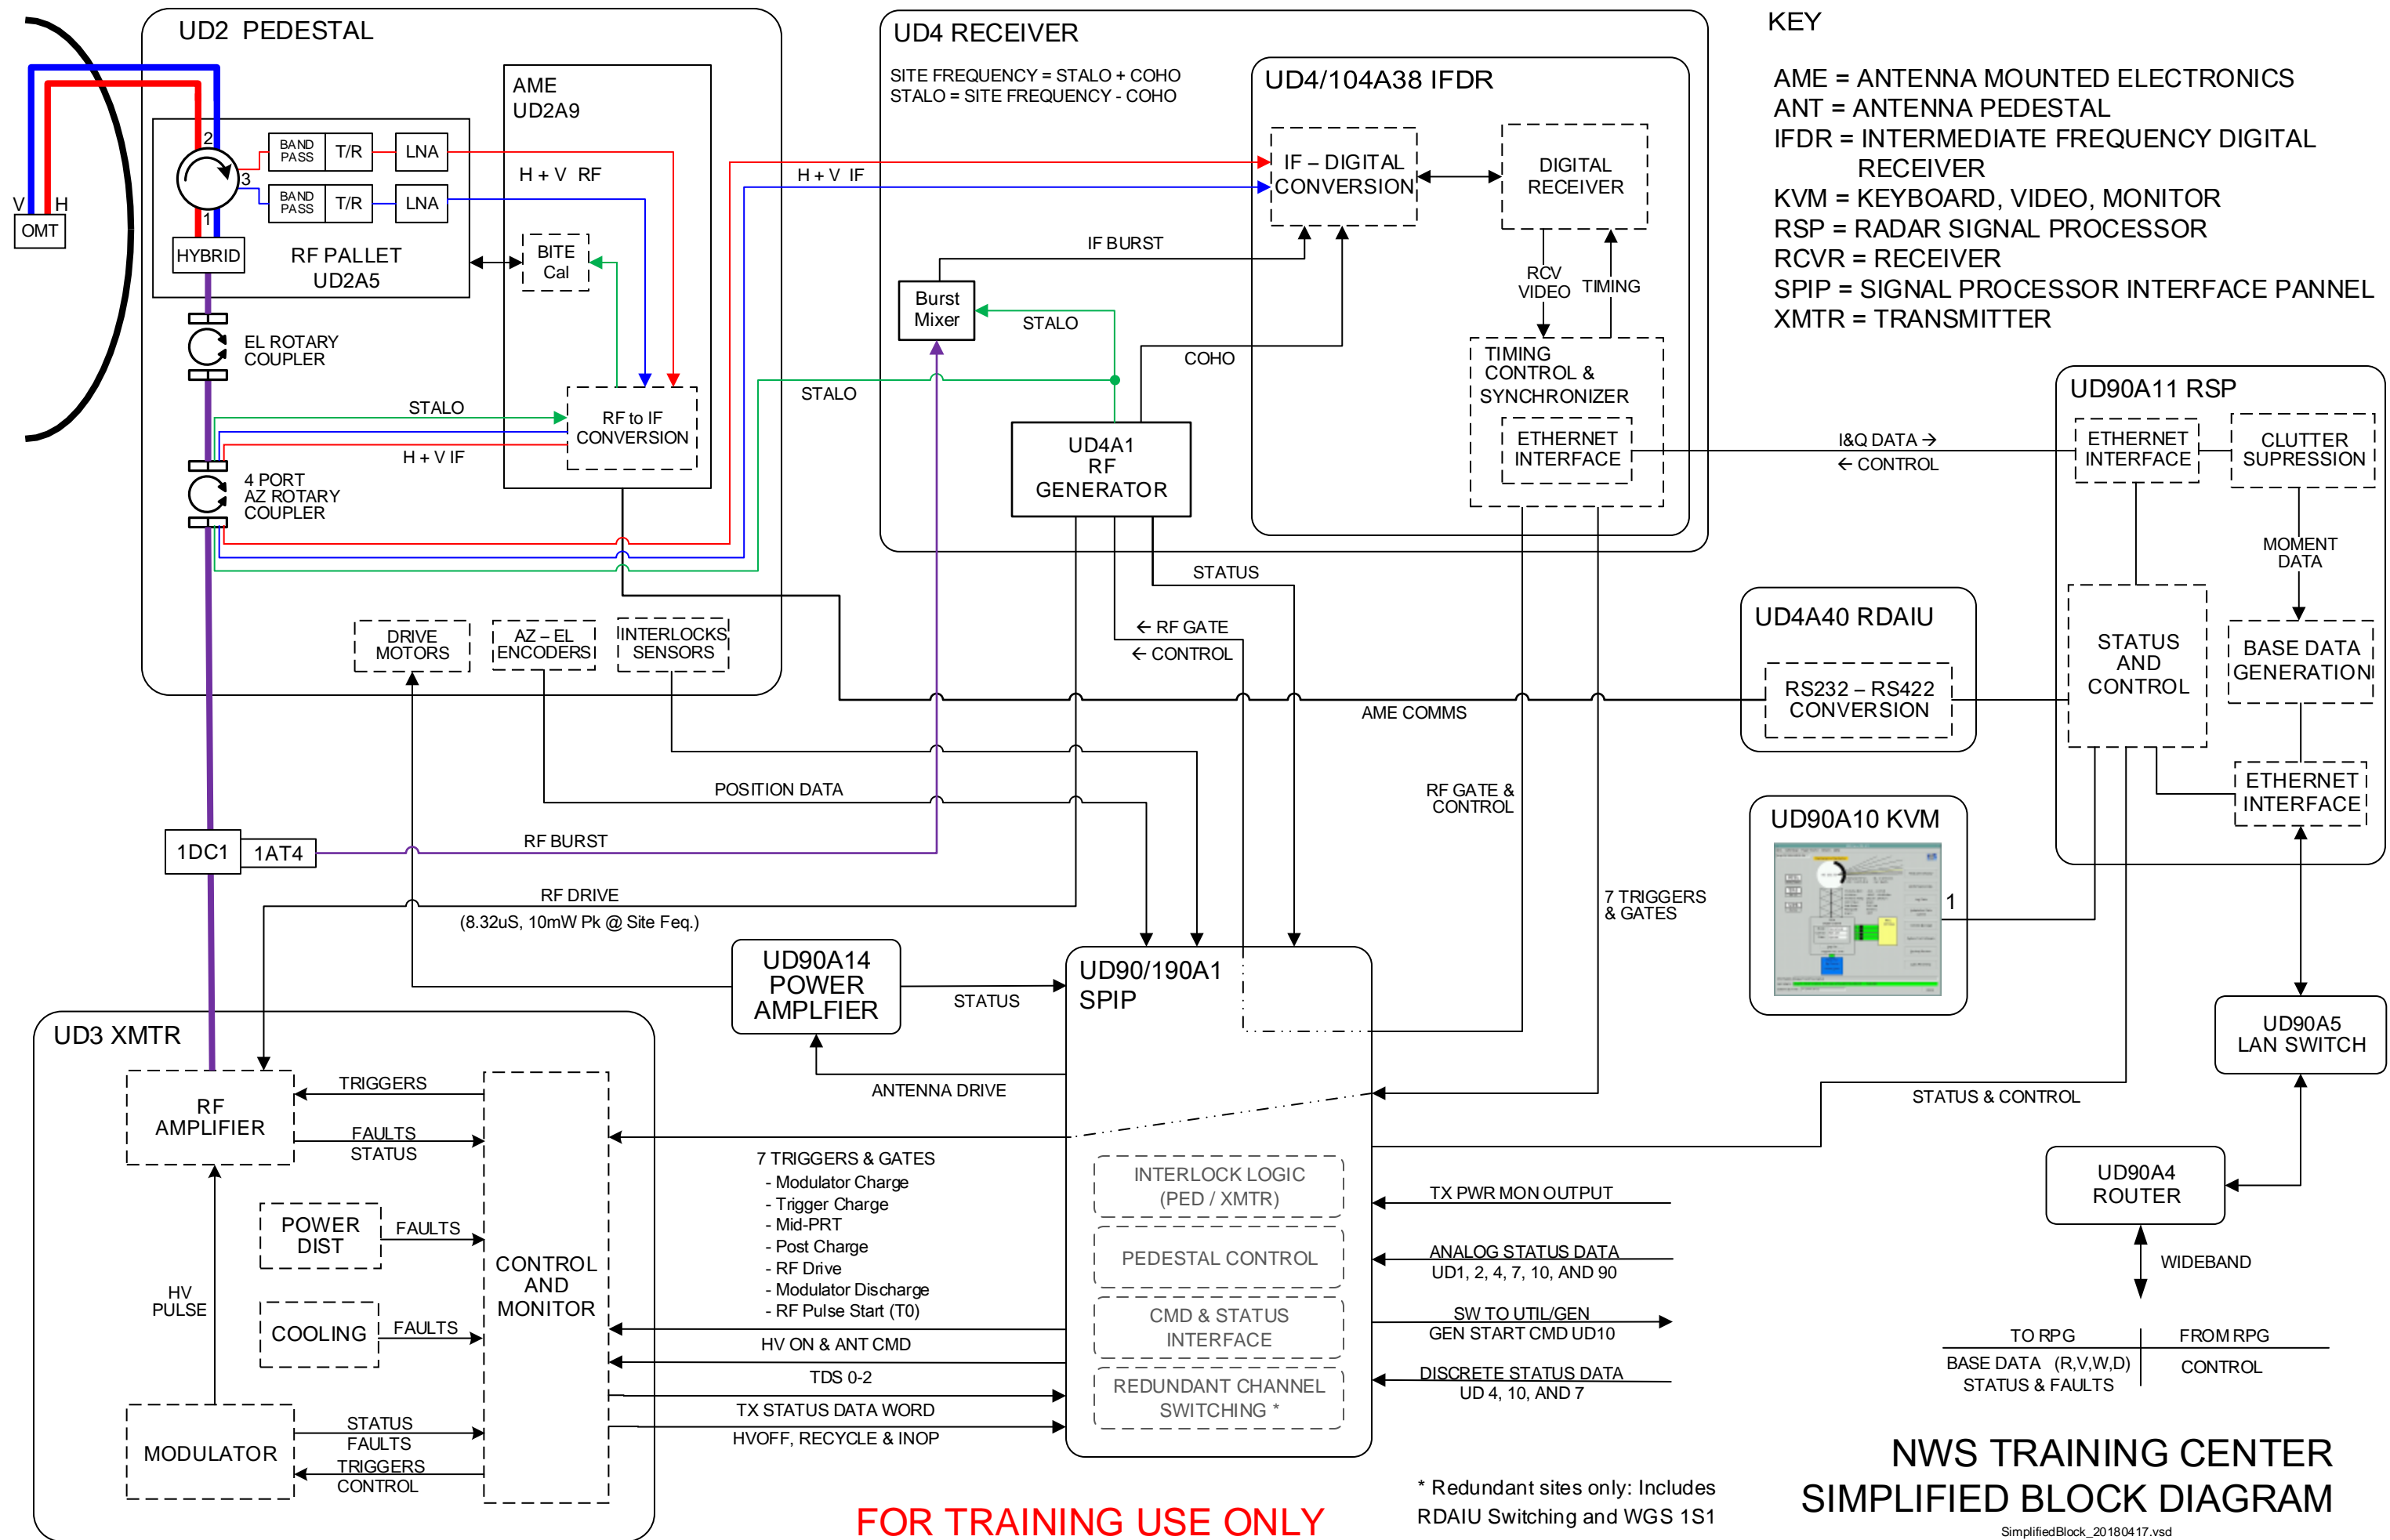 UD2 PEDESTAL
V
H
OMT
2
3
1
HYBRID
BAND
PASS
T/R
LNA
BAND
PASS
T/R
LNA
RF PALLET
UD2A5
AME
UD2A9
H + V RF
BITE
Cal
EL ROTARY
COUPLER
STALO
RF to IF
CONVERSION
H + V IF
4 PORT
AZ ROTARY
COUPLER
DRIVE
MOTORS
AZ – EL
ENCODERS
INTERLOCKS
SENSORS
UD4 RECEIVER
SITE FREQUENCY = STALO + COHO
STALO = SITE FREQUENCY - COHO
UD4/104A38 IFDR
IF – DIGITAL
CONVERSION
DIGITAL
RECEIVER
H + V IF
IF BURST
Burst
Mixer
STALO
COHO
STALO
RCV
VIDEO
TIMING
TIMING
CONTROL &
SYNCHRONIZER
ETHERNET
INTERFACE
UD4A1
RF
GENERATOR
STATUS
← RF GATE
← CONTROL
AME COMMS
KEY
AME = ANTENNA MOUNTED ELECTRONICS
ANT = ANTENNA PEDESTAL
IFDR = INTERMEDIATE FREQUENCY DIGITAL
RECEIVER
KVM = KEYBOARD, VIDEO, MONITOR
RSP = RADAR SIGNAL PROCESSOR
RCVR = RECEIVER
SPIP = SIGNAL PROCESSOR INTERFACE PANNEL
XMTR = TRANSMITTER
UD90A11 RSP
I&Q DATA →
← CONTROL
ETHERNET
INTERFACE
CLUTTER
SUPRESSION
MOMENT
DATA
STATUS
AND
CONTROL
BASE DATA
GENERATION
ETHERNET
INTERFACE
UD4A40 RDAIU
RS232 – RS422
CONVERSION
UD90A10 KVM
1
POSITION DATA
1DC1
1AT4
RF BURST
RF DRIVE
(8.32uS, 10mW Pk @ Site Feq.)
RF GATE &
CONTROL
7 TRIGGERS
& GATES
UD90A14
POWER
AMPLFIER
STATUS
ANTENNA DRIVE
UD90/190A1
SPIP
INTERLOCK LOGIC
(PED / XMTR)
PEDESTAL CONTROL
CMD & STATUS
INTERFACE
REDUNDANT CHANNEL
SWITCHING *
UD3 XMTR
RF
AMPLIFIER
TRIGGERS
FAULTS
STATUS
POWER
DIST
FAULTS
COOLING
FAULTS
HV
PULSE
MODULATOR
STATUS
FAULTS
TRIGGERS
CONTROL
CONTROL
AND
MONITOR
7 TRIGGERS & GATES
- Modulator Charge
- Trigger Charge
- Mid-PRT
- Post Charge
- RF Drive
- Modulator Discharge
- RF Pulse Start (T0)
HV ON & ANT CMD
TDS 0-2
TX STATUS DATA WORD
HVOFF, RECYCLE & INOP
TX PWR MON OUTPUT
ANALOG STATUS DATA
UD1, 2, 4, 7, 10, AND 90
SW TO UTIL/GEN
GEN START CMD UD10
DISCRETE STATUS DATA
UD 4, 10, AND 7
STATUS & CONTROL
UD90A5
LAN SWITCH
UD90A4
ROUTER
WIDEBAND
TO RPG
FROM RPG
BASE DATA (R,V,W,D)
STATUS & FAULTS
CONTROL
* Redundant sites only: Includes
RDAIU Switching and WGS 1S1
FOR TRAINING USE ONLY
NWS TRAINING CENTER
SIMPLIFIED BLOCK DIAGRAM
SimplifiedBlock_20180417.vsd